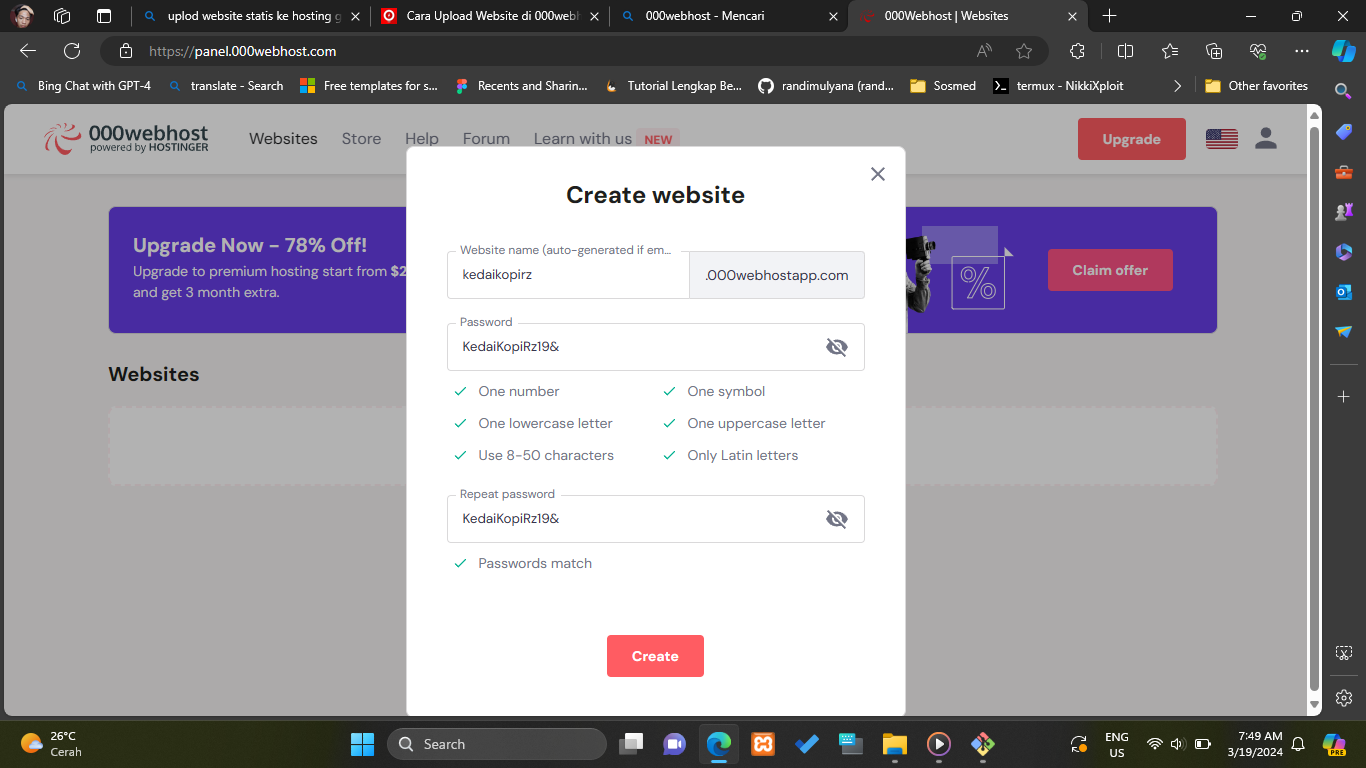 uplod website statis ke hosting g
Cara Upload Website di 000webh
000webhost - Mencari
000Webhost | Websites
https://panel.000webhost.com
Bing Chat with GPT-4
translate - Search
Free templates for s...
Recents and Sharin...
Tutorial Lengkap Be...
randimulyana (rand...
Sosmed
termux - NikkiXploit
Other favorites
000webhost
powered by HOSTINGER
Websites
Store
Help
Forum
Learn with us
NEW
Upgrade
Upgrade Now - 78% Off!
Upgrade to premium hosting start from $2
and get 3 month extra.
%
Claim offer
Websites
Create website
Website name (auto-generated if em...
kedaikopirz
.000webhostapp.com
Password
KedaiKopiRz19&
One number
One symbol
One lowercase letter
One uppercase letter
Use 8-50 characters
Only Latin letters
Repeat password
KedaiKopiRz19&
Passwords match
Create
26°C
Cerah
Search
ENG
US
7:49 AM
3/19/2024
PRE